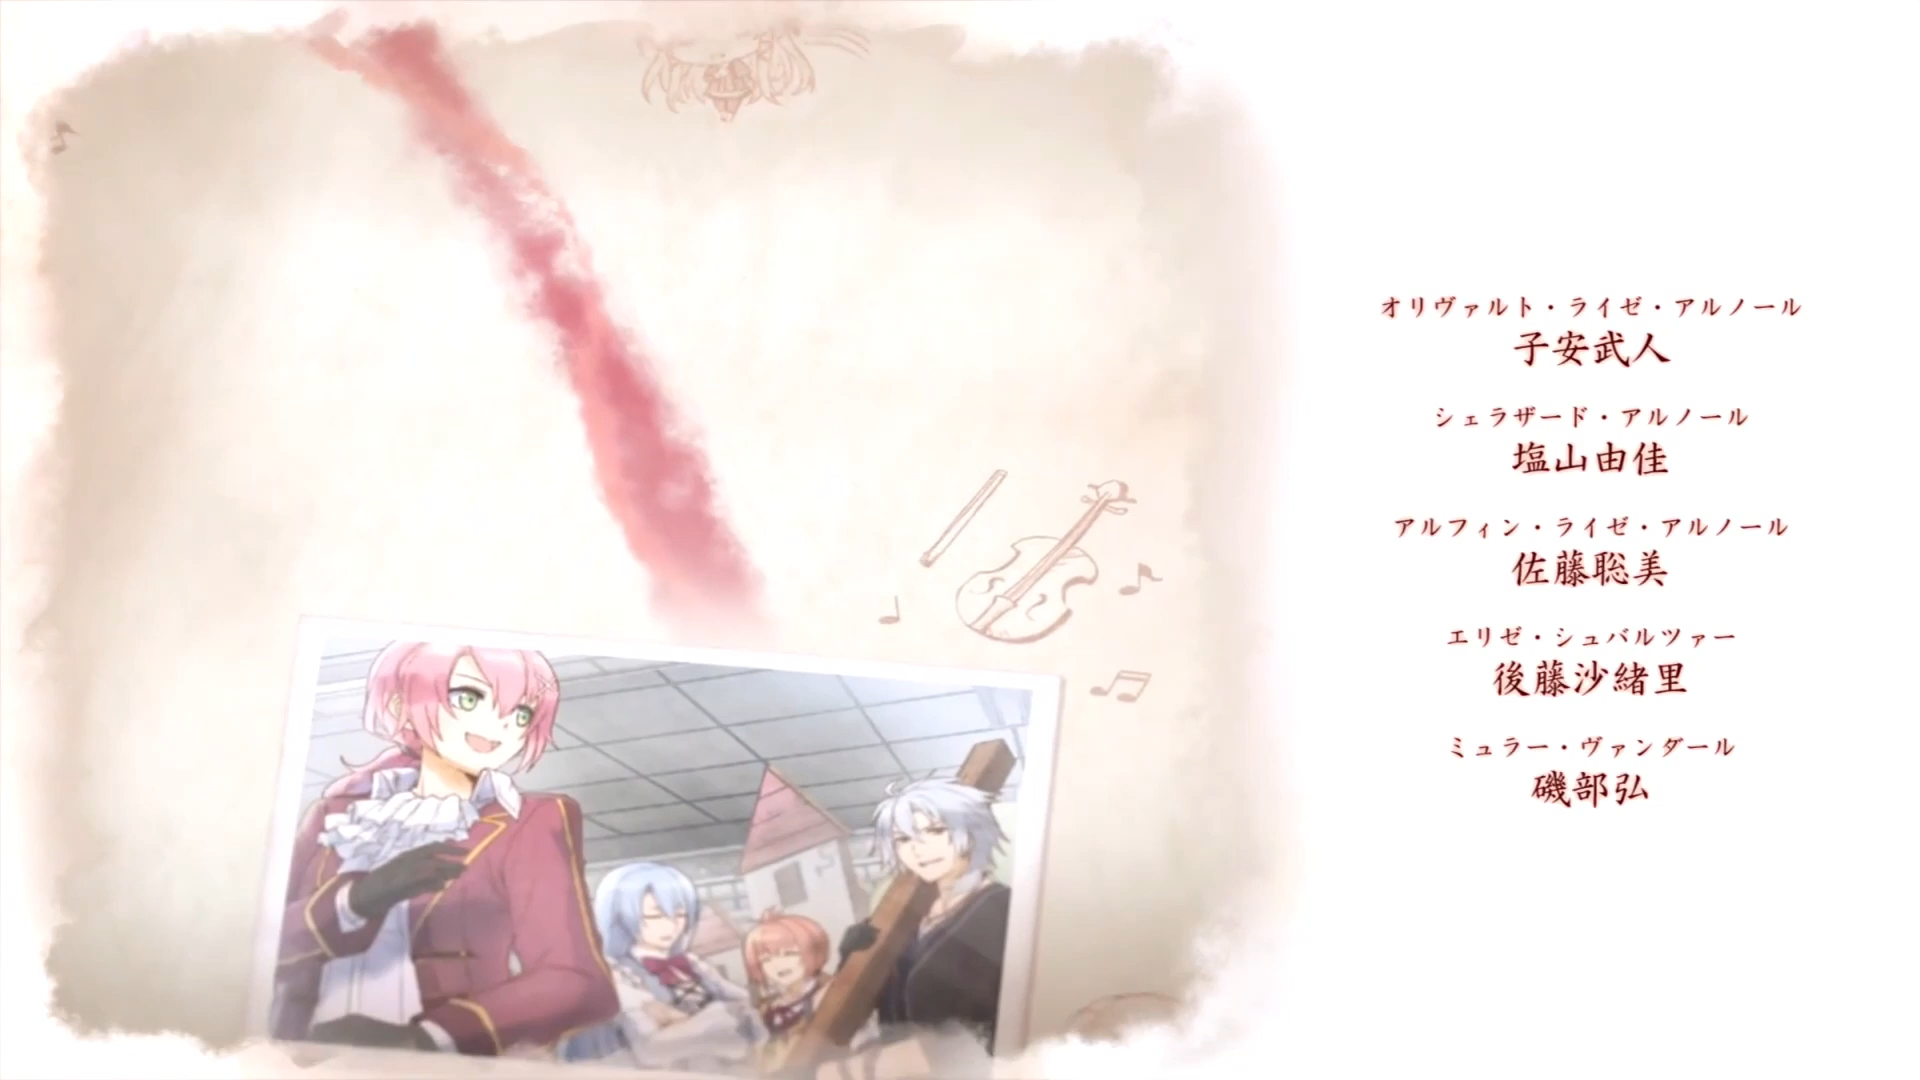 オリヴァルト・ライゼ・アルノール
子安武人
シェラザード・アルノール
塩山由佳
アルフィン・ライゼ・アルノール
佐藤聡美
エリゼ・シュバルツァー
後藤沙緒里
ミュラー・ヴァンダール
磯部弘